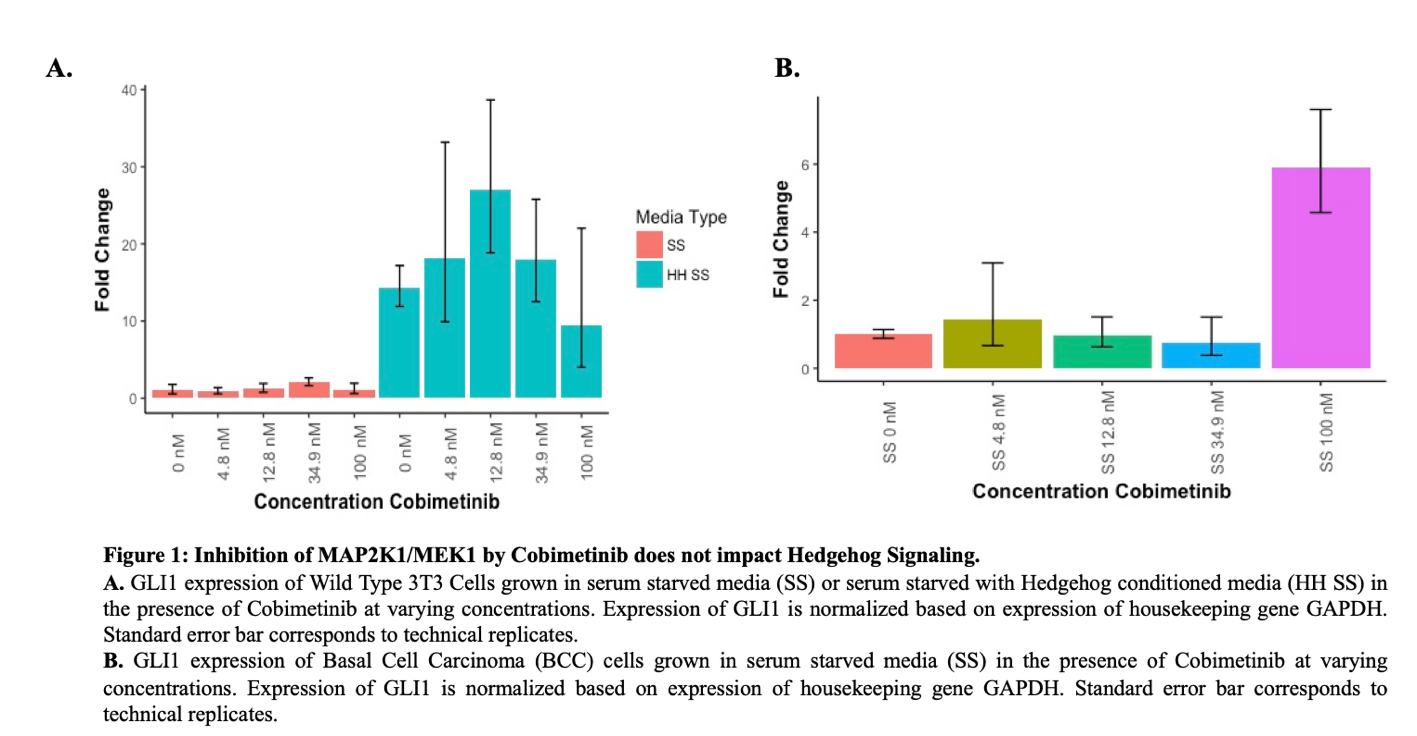 A.
B.
40
30
20
10
0
Fold Change
0 nM
4.8 nM
12.8 nM
34.9 nM
100 nM
0 nM
4.8 nM
12.8 nM
34.9 nM
100 nM
Concentration Cobimetinib
Media Type
SS
HH SS
6
4
2
0
Fold Change
SS 0 nM
SS 4.8 nM
SS 12.8 nM
SS 34.9 nM
SS 100 nM
Concentration Cobimetinib
Figure 1: Inhibition of MAP2K1/MEK1 by Cobimetinib does not impact Hedgehog Signaling.
A. GLI1 expression of Wild Type 3T3 Cells grown in serum starved media (SS) or serum starved with Hedgehog conditioned media (HH SS) in
the presence of Cobimetinib at varying concentrations. Expression of GLI1 is normalized based on expression of housekeeping gene GAPDH.
Standard error bar corresponds to technical replicates.
B. GLI1 expression of Basal Cell Carcinoma (BCC) cells grown in serum starved media (SS) in the presence of Cobimetinib at varying
concentrations. Expression of GLI1 is normalized based on expression of housekeeping gene GAPDH. Standard error bar corresponds to
technical replicates.